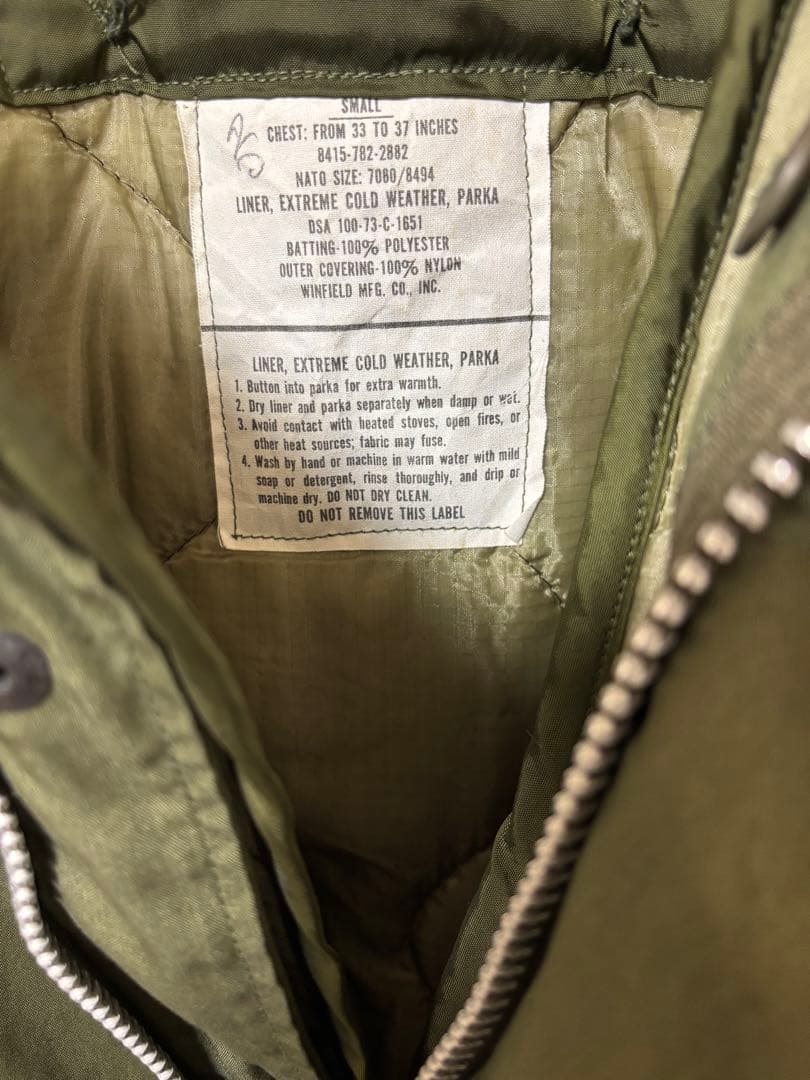 SMALL
CHEST: FROM 33 TO 37 INCHES
8415-782-2882
NATO SIZE: 7080/8494
LINER, EXTREME COLD WEATHER, PARKA
DSA 100-73-C-1651
BATTING-100% POLYESTER
OUTER COVERING-100% NYLON
WINFIELD MFG. CO., INC.
LINER, EXTREME COLD WEATHER, PARKA
1. Button into parka for extra warmth.
2. Dry liner and parka separately when damp or wet.
3. Avoid contact with heated stoves, open fires, or
other heat sources; fabric may fuse.
4. Wash by hand or machine in warm water with mild
soap or detergent, rinse thoroughly, and drip or
machine dry. DO NOT DRY CLEAN.
DO NOT REMOVE THIS LABEL